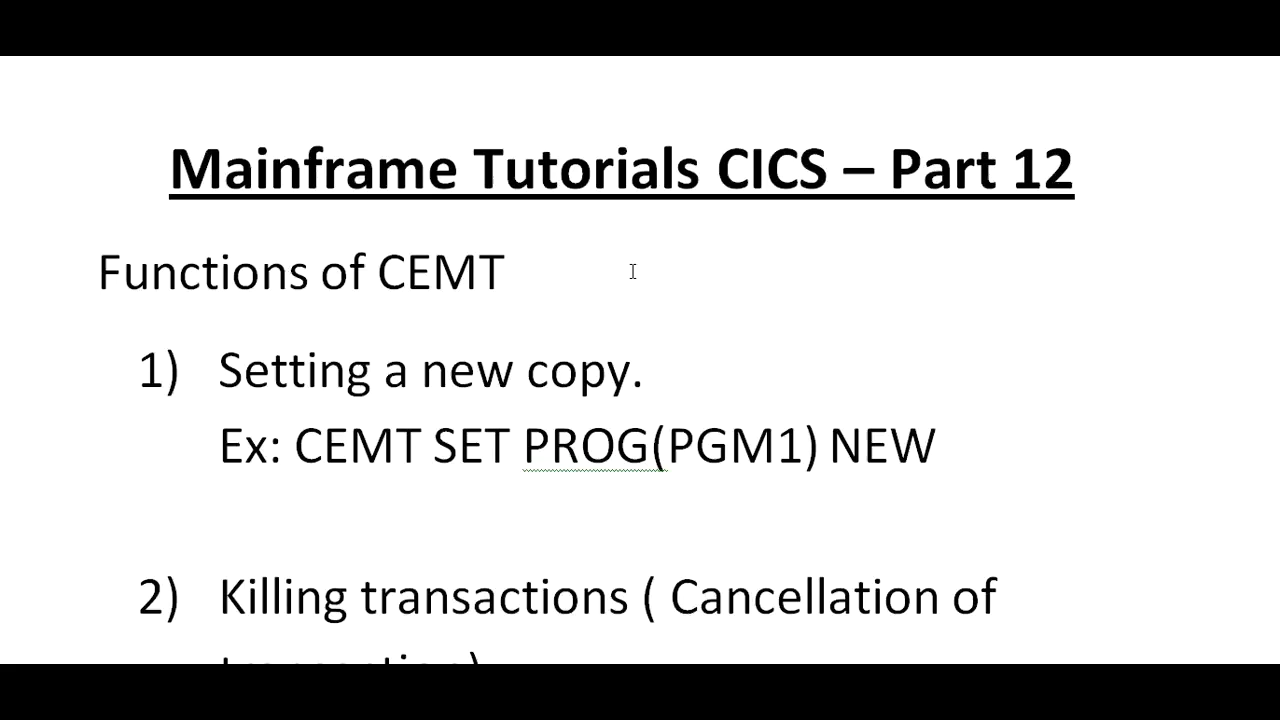 Mainframe Tutorials CICS – Part 12
Functions of CEMT
1) Setting a new copy.
Ex: CEMT SET PROG(PGM1) NEW
2) Killing transactions ( Cancellation of